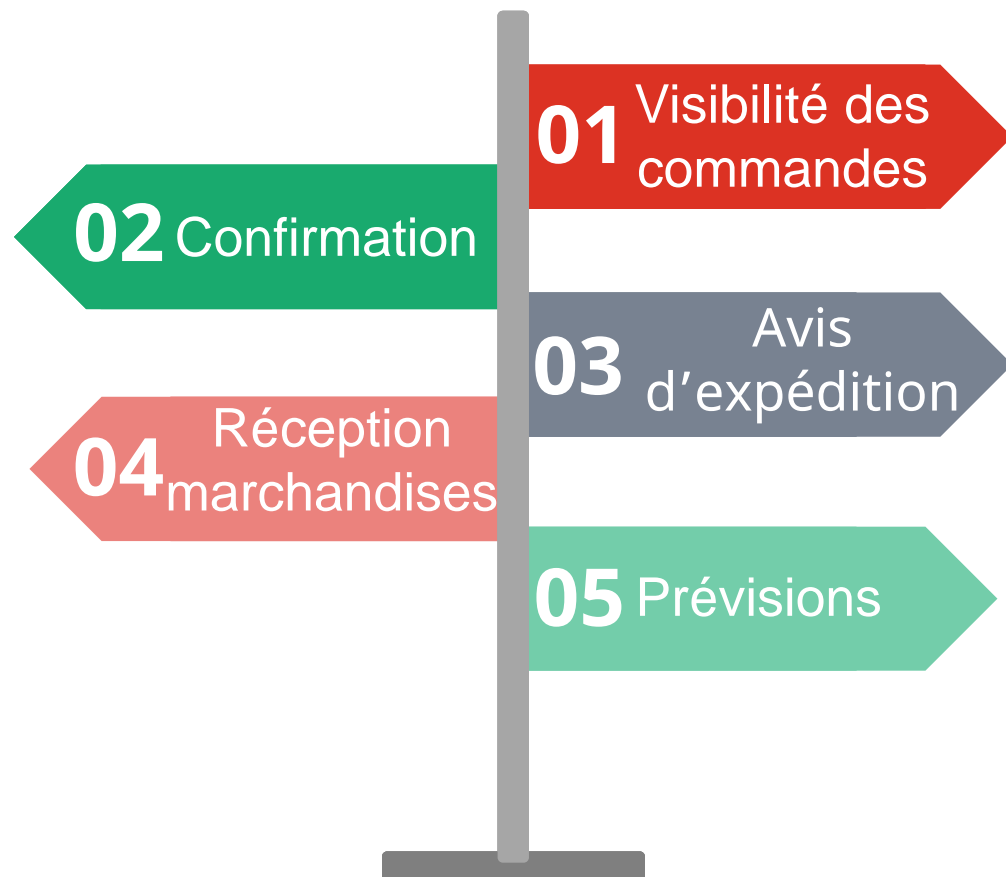 01 Visibilité des
commandes
02 Confirmation
03 Avis
d’expédition
04 Réception
marchandises
05 Prévisions